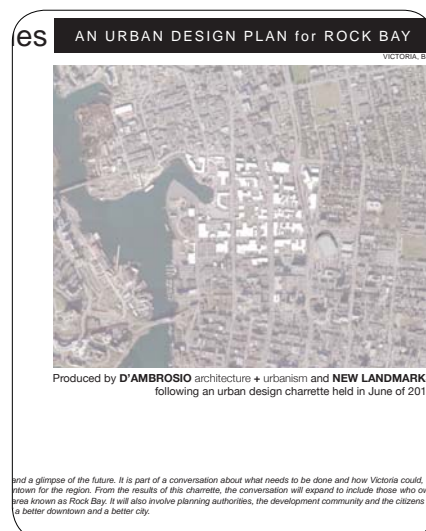 es
AN URBAN DESIGN PLAN for ROCK BAY
VICTORIA, B
Produced by D'AMBROSIO architecture + urbanism and NEW LANDMARK
following an urban design charrette held in June of 201
and a glimpse of the future. It is part of a conversation about what needs to be done and how Victoria could,
ntown for the region. From the results of this charrette, the conversation will expand to include those who ow
area known as Rock Bay. It will also involve planning authorities, the development community and the citizens
a better downtown and a better city.